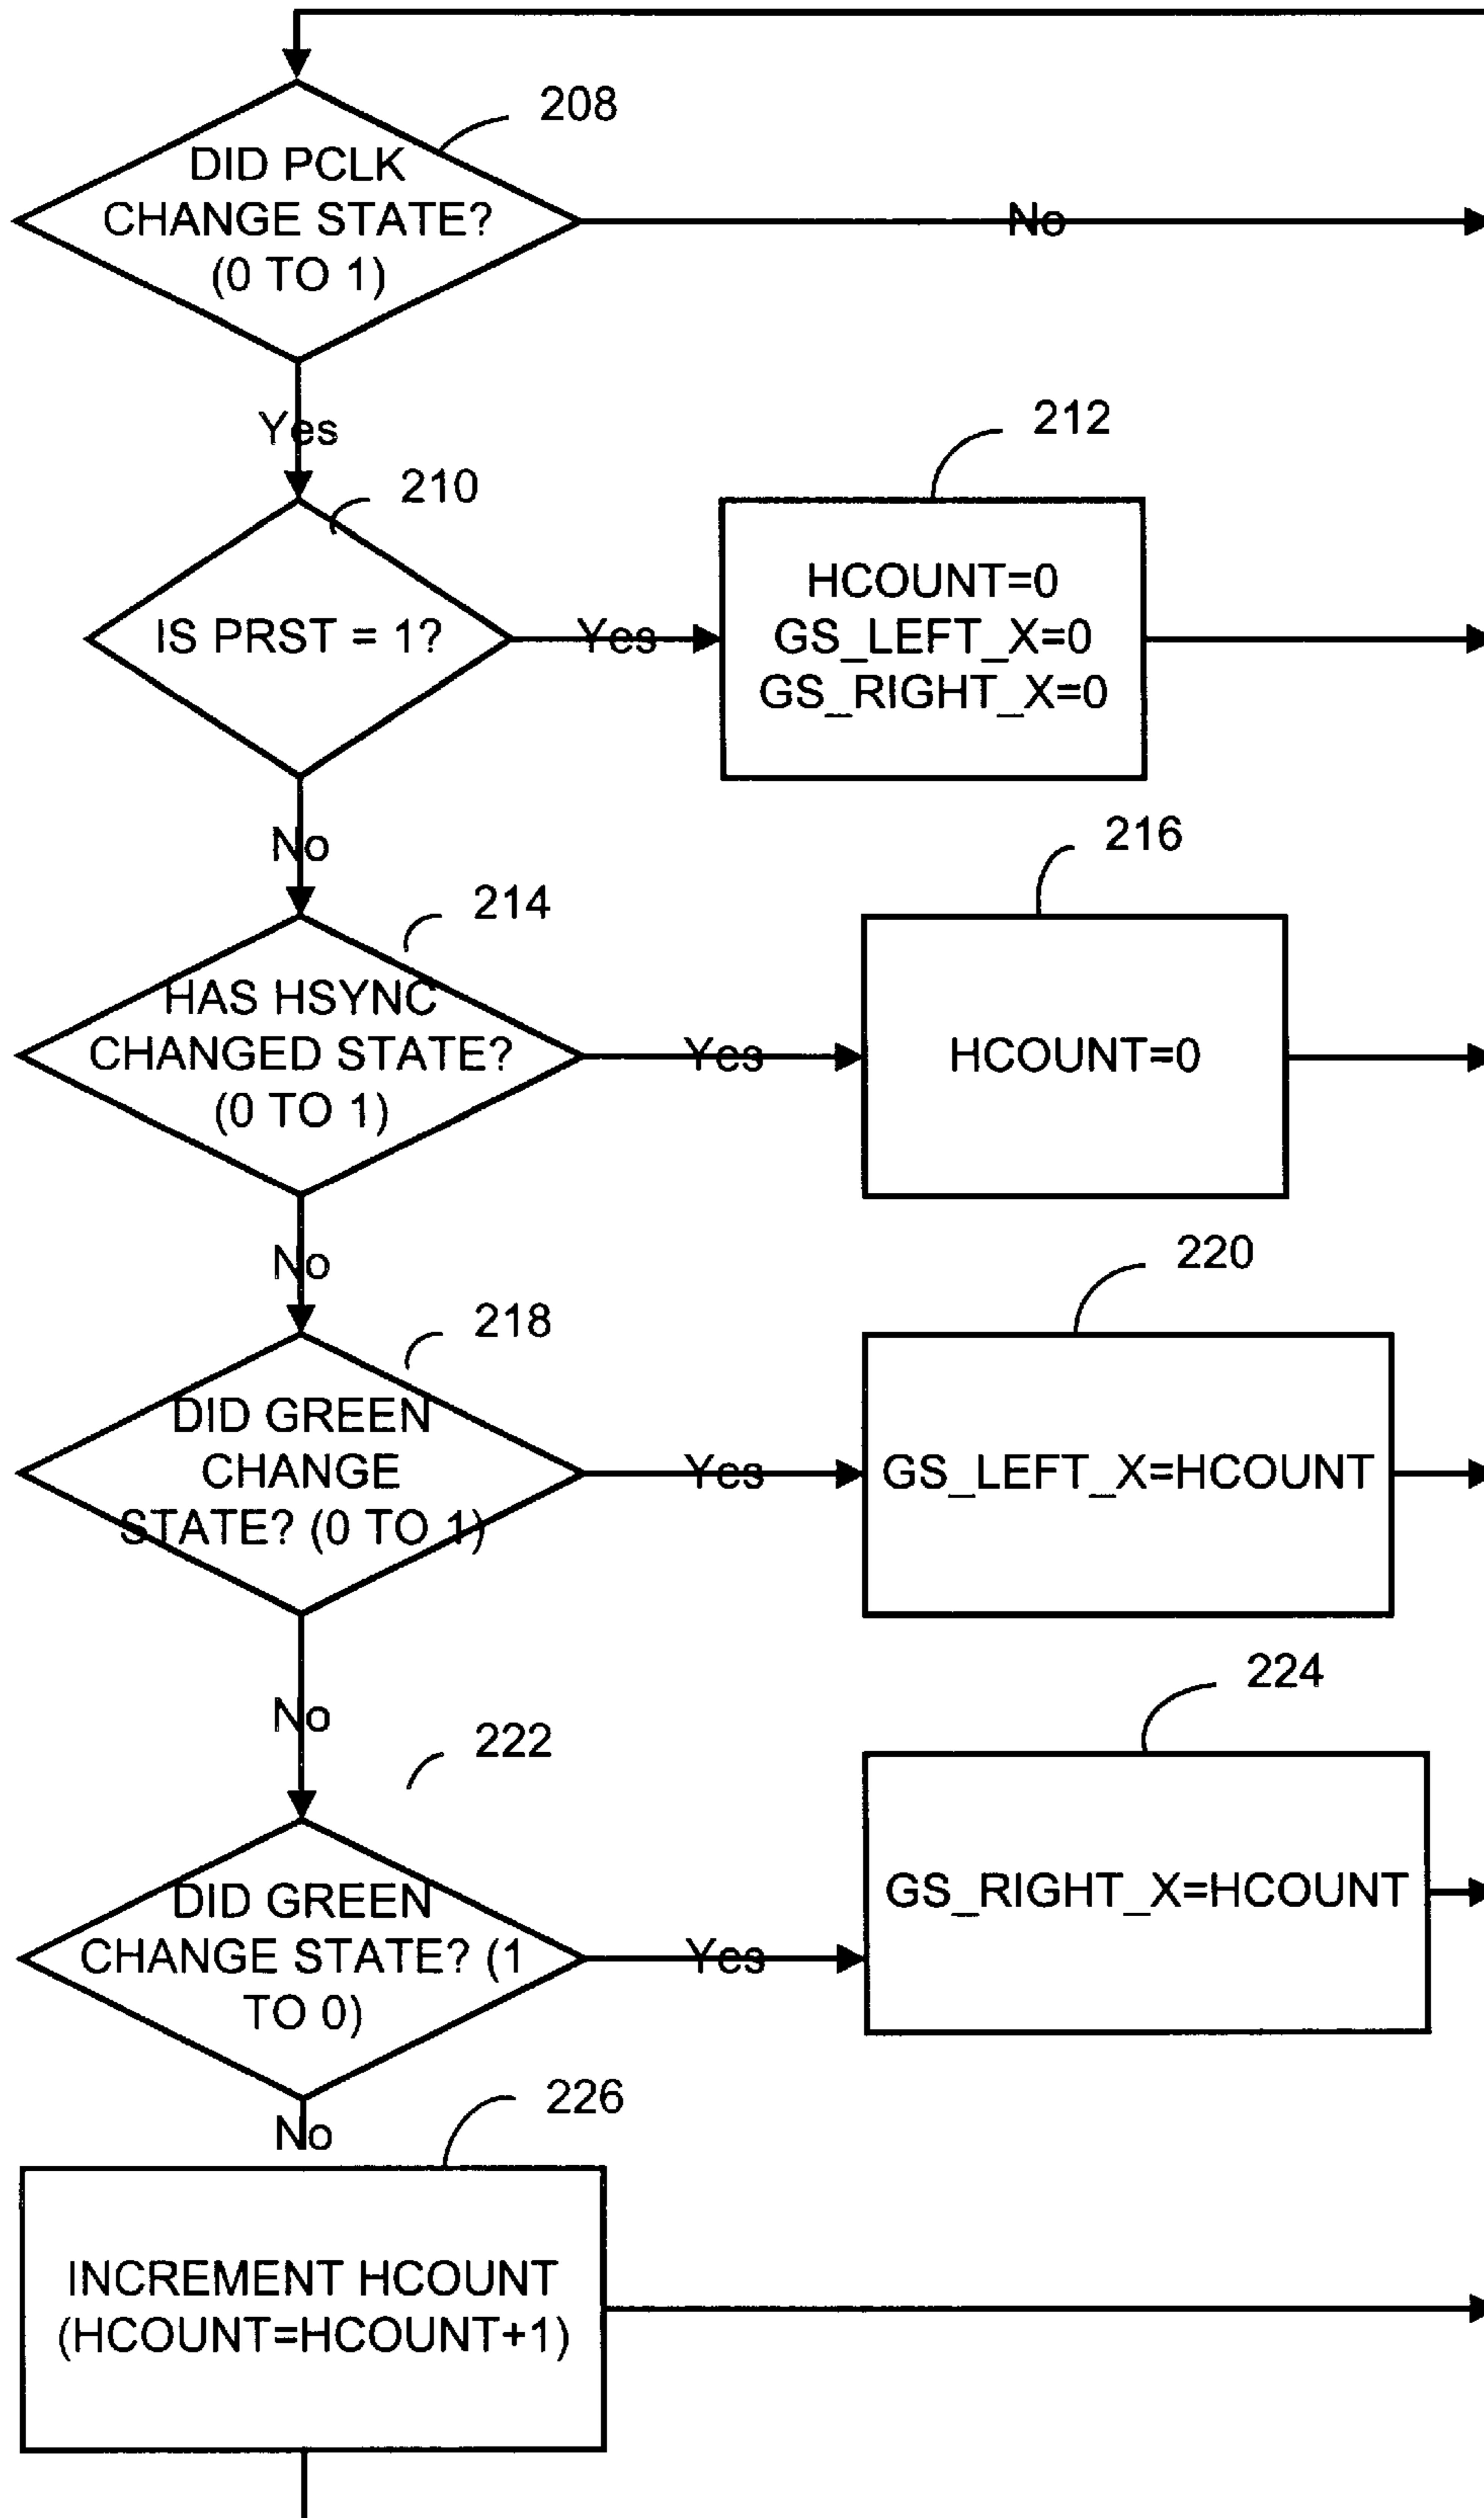 208
DID PCLK
CHANGE STATE?
(0 TO 1)
No
Yes
210
212
IS PRST = 1?
Yes
HCOUNT=0
GS_LEFT_X=0
GS_RIGHT_X=0
No
214
216
HAS HSYNC
CHANGED STATE?
(0 TO 1)
Yes
HCOUNT=0
No
218
220
DID GREEN
CHANGE
STATE? (0 TO 1)
Yes
GS_LEFT_X=HCOUNT
No
222
224
DID GREEN
CHANGE STATE? (1
TO 0)
Yes
GS_RIGHT_X=HCOUNT
No
226
INCREMENT HCOUNT
(HCOUNT=HCOUNT+1)